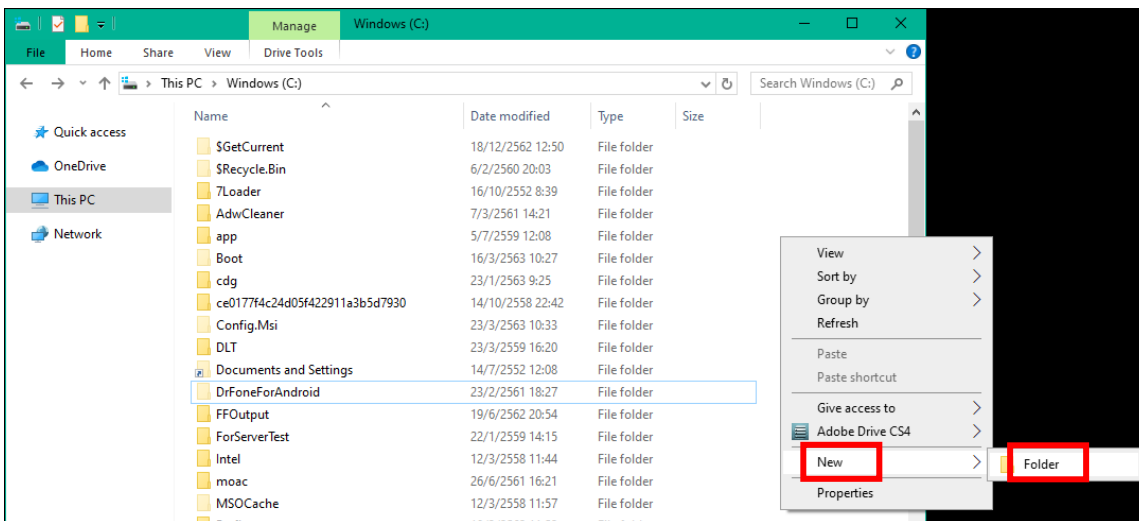 Manage Windows (C:)
File Home Share View Drive Tools
This PC Windows (C:) Search Windows (C:)
Name Date modified Type Size
Quick access
OneDrive
This PC
Network
$GetCurrent 18/12/2562 12:50 File folder
$Recycle.Bin 6/2/2560 20:03 File folder
7Loader 16/10/2552 8:39 File folder
AdwCleaner 7/3/2561 14:21 File folder
app 5/7/2559 12:08 File folder
Boot 16/3/2563 10:27 File folder
cdg 23/1/2563 9:25 File folder
ce0177f4c24d05f422911a3b5d7930 14/10/2558 22:42 File folder
Config.Msi 23/3/2563 10:33 File folder
DLT 23/3/2559 16:20 File folder
Documents and Settings 14/7/2552 12:08 File folder
DrFoneForAndroid 23/2/2561 18:27 File folder
FFOutput 19/6/2562 20:54 File folder
ForServerTest 22/1/2559 14:15 File folder
Intel 12/3/2558 11:44 File folder
moac 26/6/2561 16:21 File folder
MSOCache 12/3/2558 11:57 File folder
View
Sort by
Group by
Refresh
Paste
Paste shortcut
Give access to
Adobe Drive CS4
New Folder
Properties